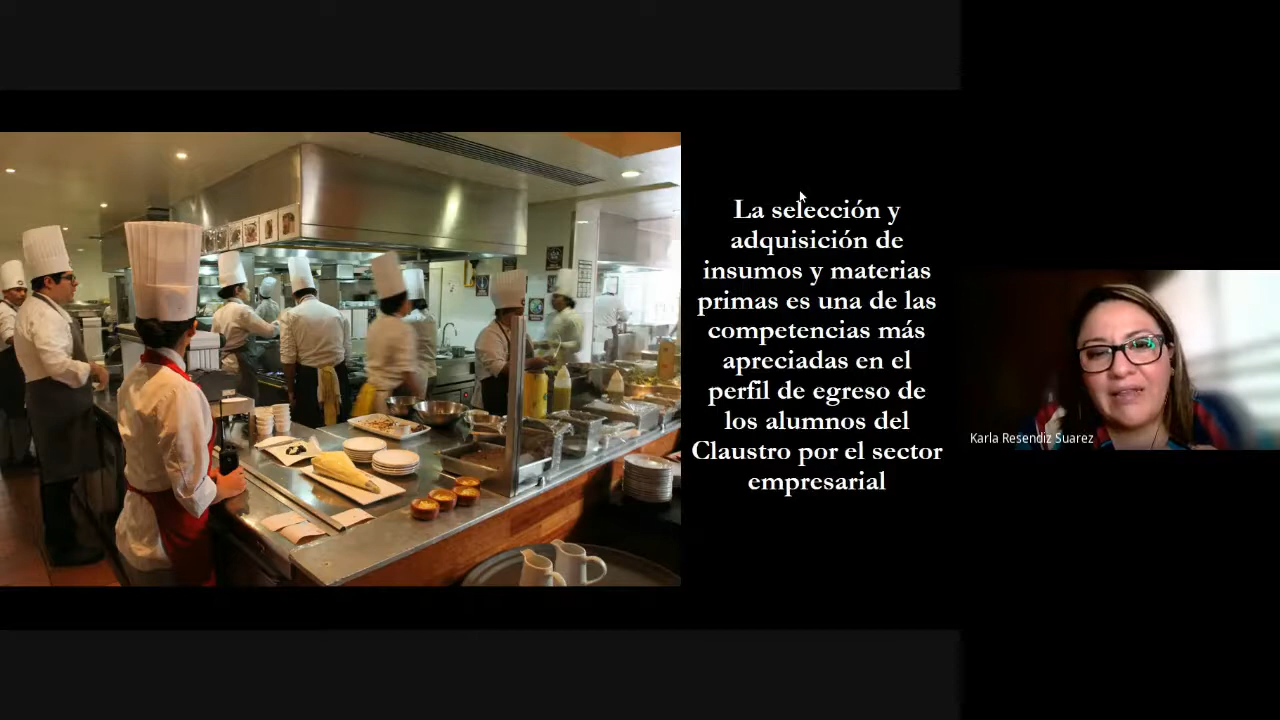 La selección y
adquisición de
insumos y materias
primas es una de las
competencias más
apreciadas en el
perfil de egreso de
los alumnos del
Claustro por el sector
empresarial
Karla Resendiz Suarez